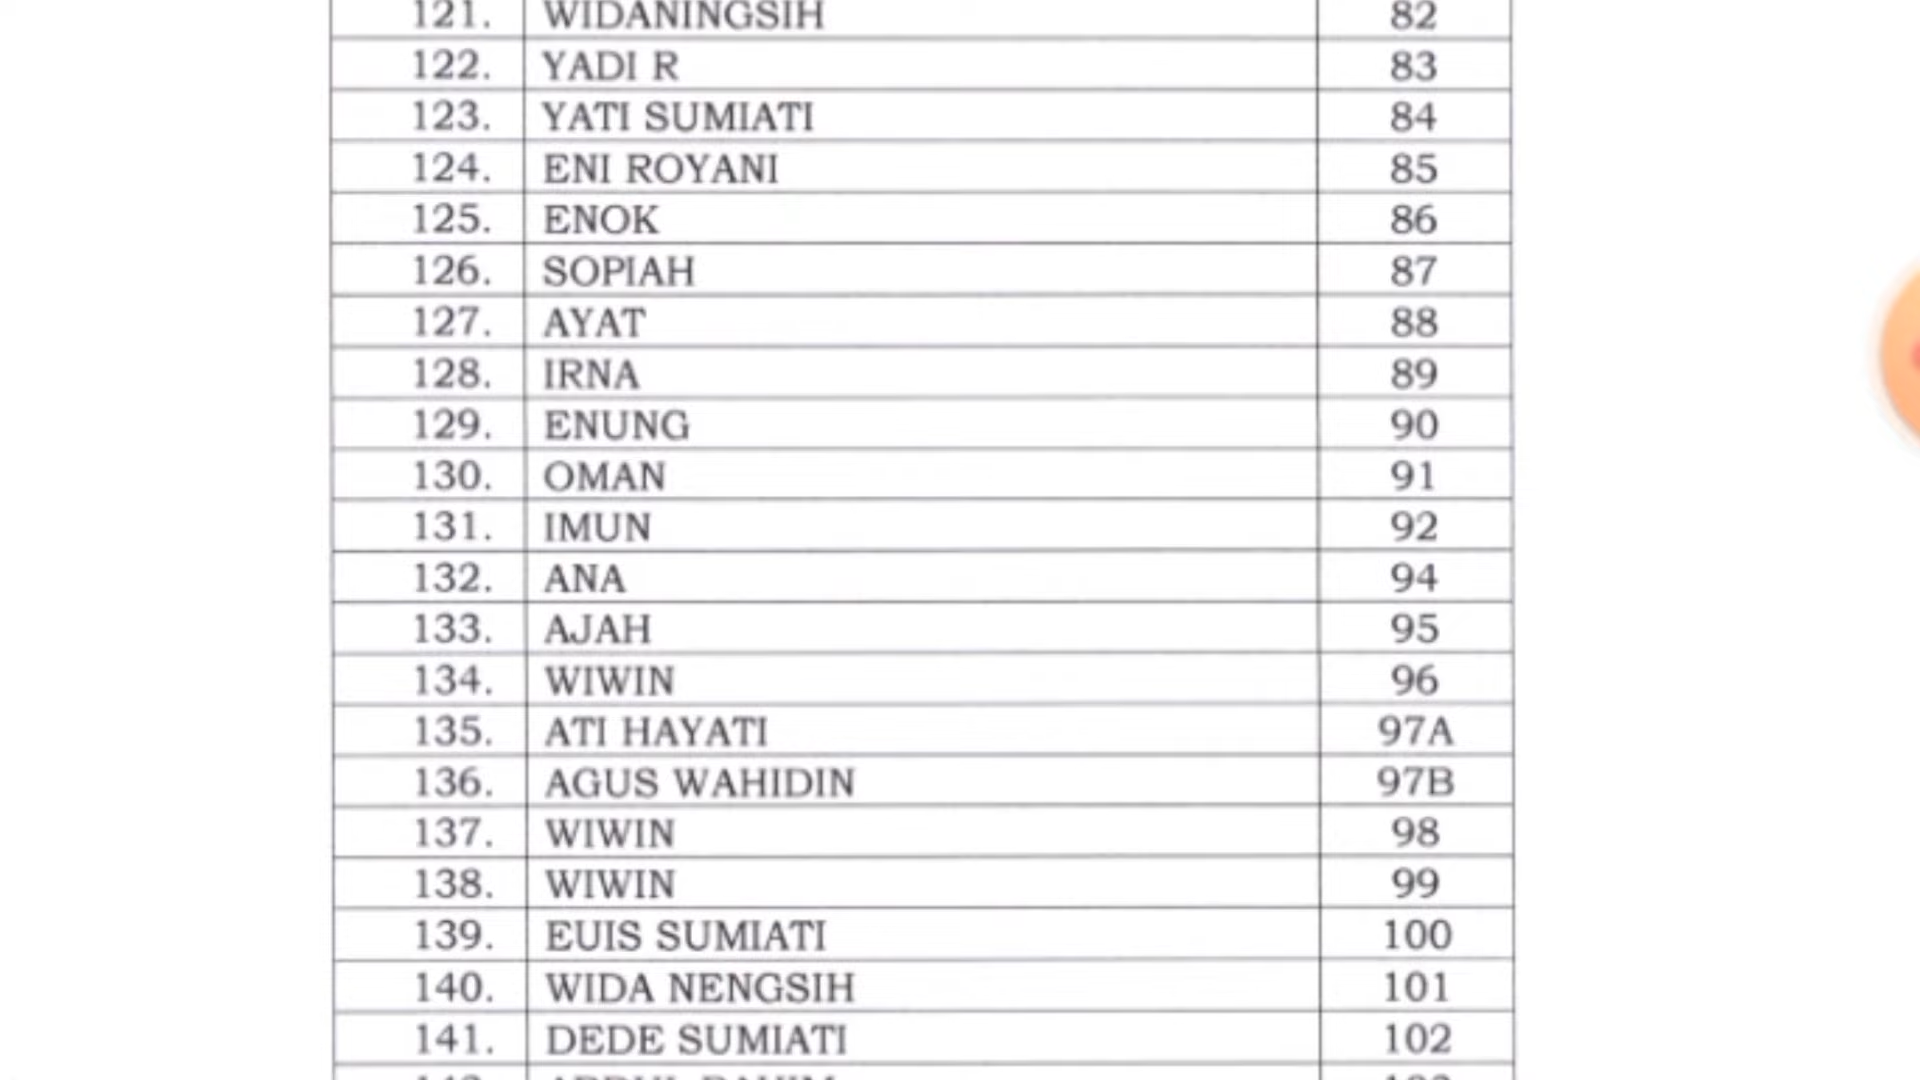 121. WIDANINGSIH 82
122. YADI R 83
123. YATI SUMIATI 84
124. ENI ROYANI 85
125. ENOK 86
126. SOPIAH 87
127. AYAT 88
128. IRNA 89
129. ENUNG 90
130. OMAN 91
131. IMUN 92
132. ANA 94
133. AJAH 95
134. WIWIN 96
135. ATI HAYATI 97A
136. AGUS WAHIDIN 97B
137. WIWIN 98
138. WIWIN 99
139. EUIS SUMIATI 100
140. WIDA NENGSIH 101
141. DEDE SUMIATI 102